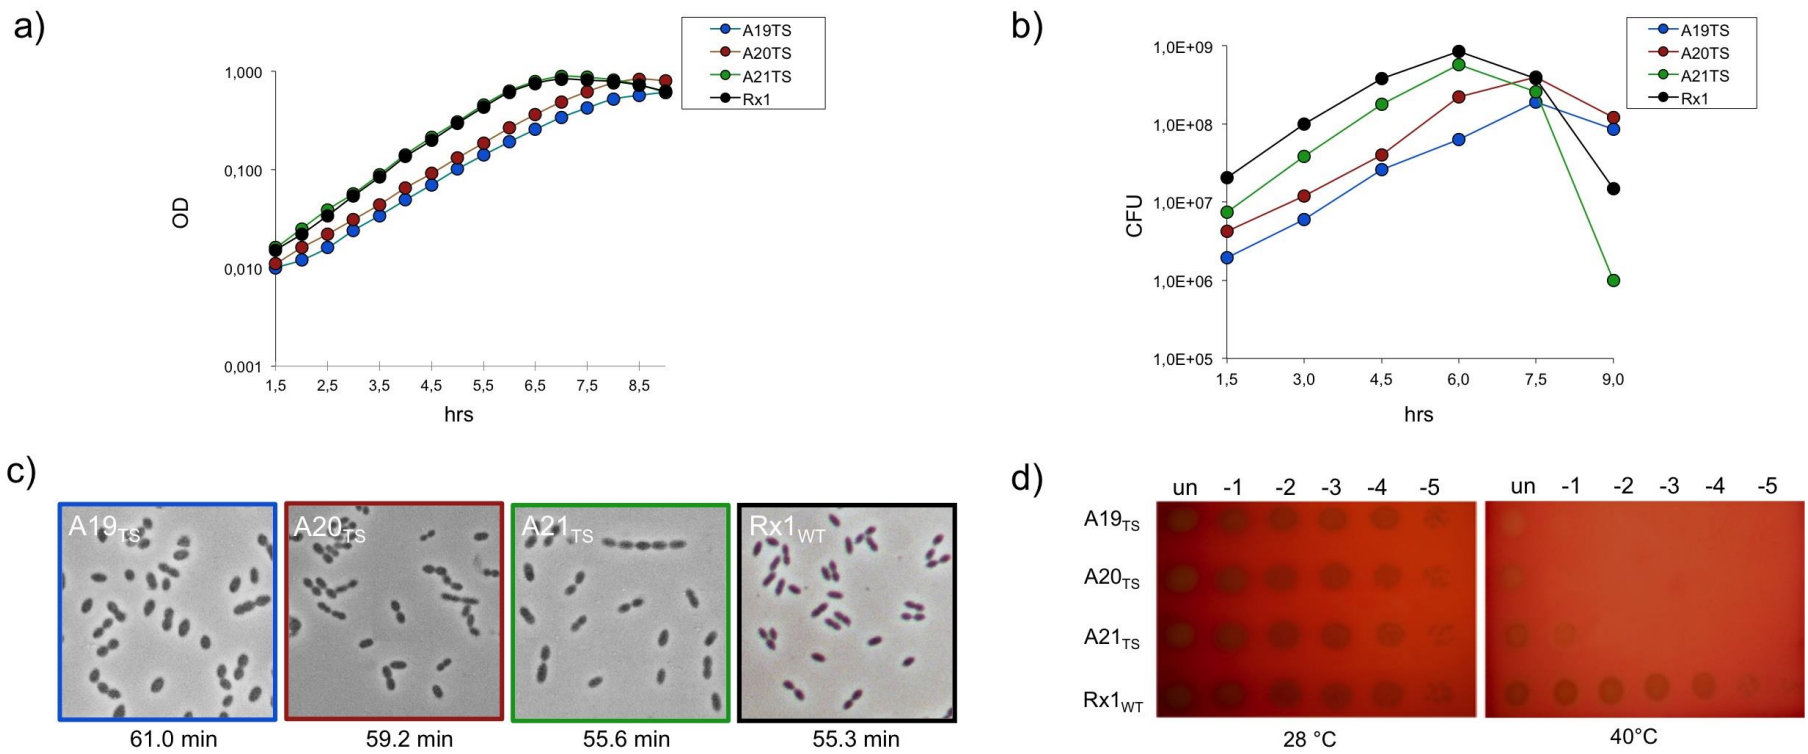 a)
A19TS
A20TS
A21TS
Rx1
1,000
0,100
0,010
0,001
OD
1,5 2,5 3,5 4,5 5,5 6,5 7,5 8,5
hrs
b)
A19TS
A20TS
A21TS
Rx1
1,0E+09
1,0E+08
1,0E+07
1,0E+06
1,0E+05
CFU
1,5 3,0 4,5 6,0 7,5 9,0
hrs
c)
A19TS A20TS A21TS Rx1WT
61.0 min 59.2 min 55.6 min 55.3 min
d)
un -1 -2 -3 -4 -5 un -1 -2 -3 -4 -5
A19TS
A20TS
A21TS
Rx1WT
28 °C 40°C